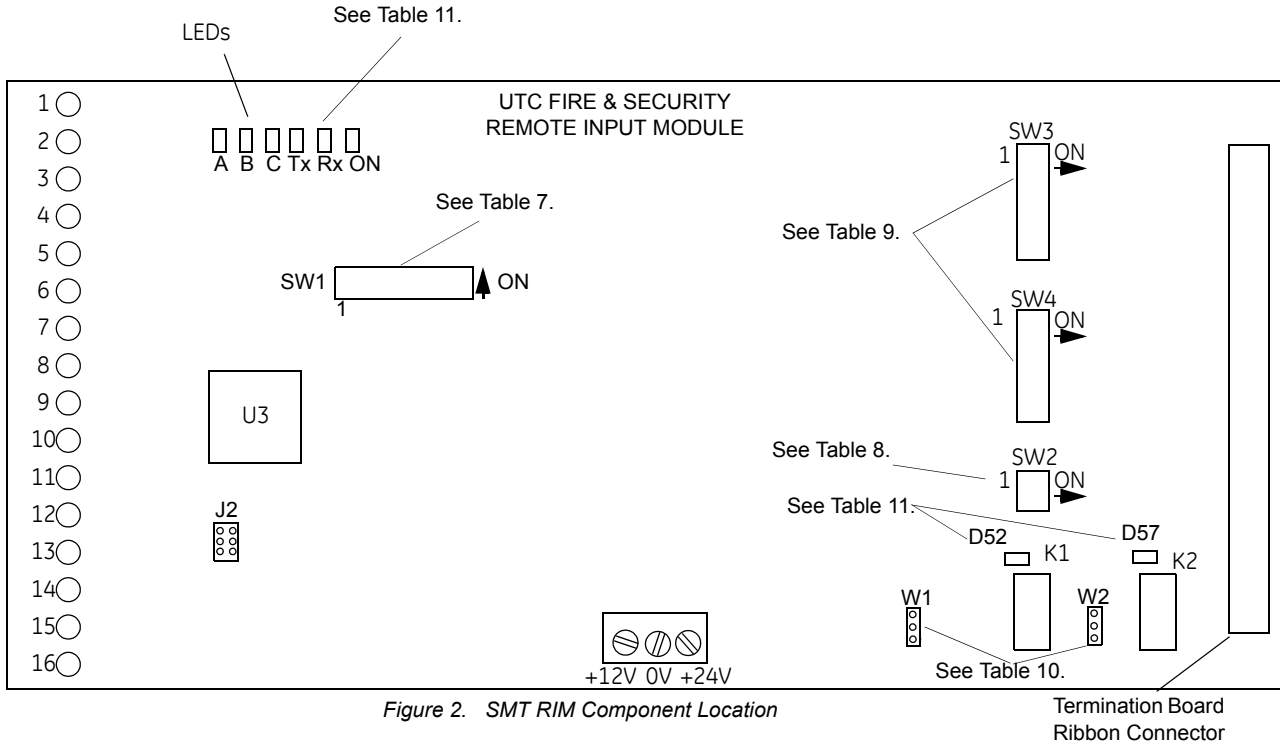 See Table 11.
LEDs
UTC FIRE & SECURITY
REMOTE INPUT MODULE
1
2
3
4
5
6
7
8
9
10
11
12
13
14
15
16
A B C Tx Rx ON
See Table 7.
SW1
1
ON
U3
J2
+12V 0V +24V
SW3
1
ON
See Table 9.
SW4
1
ON
See Table 8.
SW2
1
ON
See Table 11.
D52
K1
D57
K2
W1
W2
See Table 10.
Figure 2. SMT RIM Component Location
Termination Board
Ribbon Connector